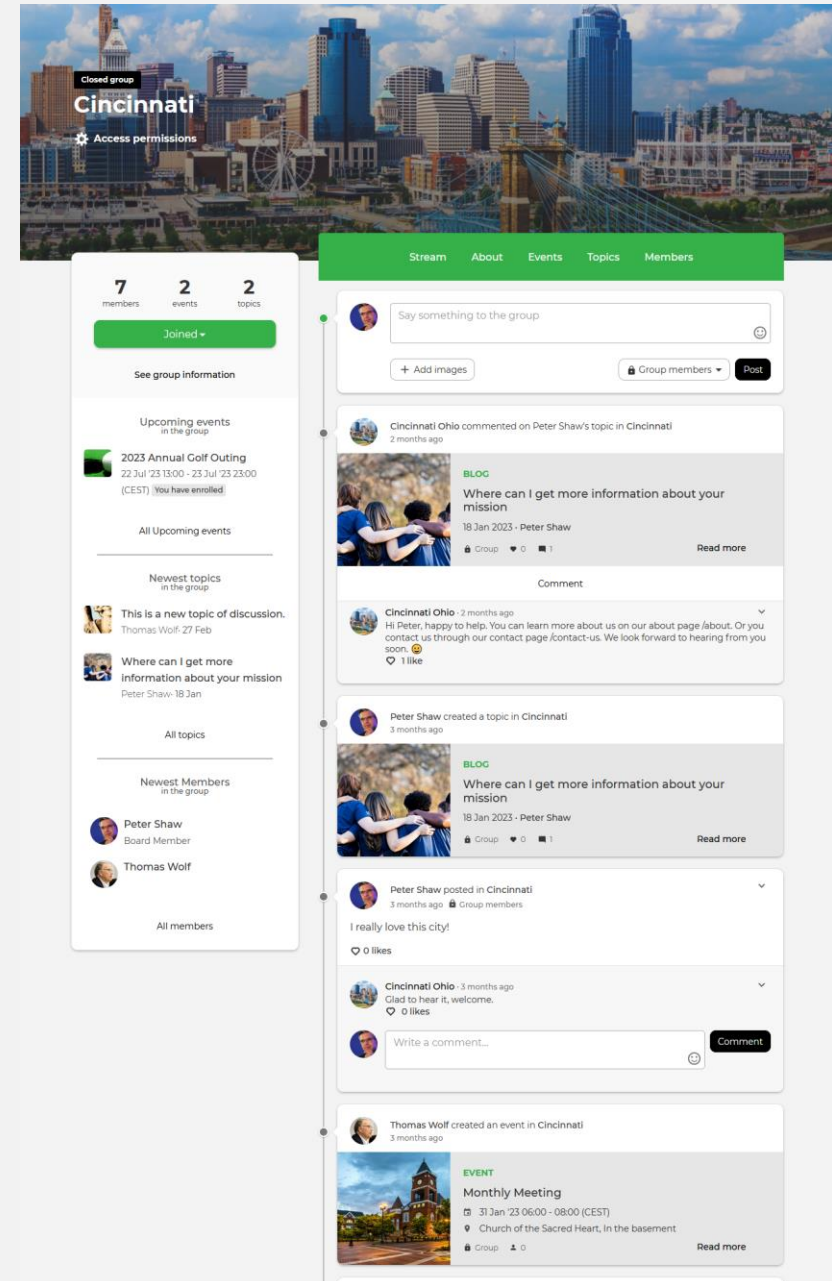 Closed group
Cincinnati
Access permissions
Stream About Events Topics Members
7 2 2
members events topics
Joined
See group information
Upcoming events
in the group
2023 Annual Golf Outing
22 Jul '23 13:00 - 23 Jul '23 23:00
(CEST) You have enrolled
All Upcoming events
Newest topics
in the group
This is a new topic of discussion.
Thomas Wolf- 27 Feb
Where can I get more
information about your mission
Peter Shaw- 18 Jan
All topics
Newest Members
in the group
Peter Shaw
Board Member
Thomas Wolf
All members
Say something to the group
+ Add images
Group members
Post
Cincinnati Ohio commented on Peter Shaw's topic in Cincinnati
2 months ago
BLOG
Where can I get more information about your
mission
18 Jan 2023 • Peter Shaw
Group 0 1 Read more
Comment
Cincinnati Ohio · 2 months ago
Hi Peter, happy to help. You can learn more about us on our about page /about. Or you
contact us through our contact page /contact-us. We look forward to hearing from you
soon. 😀
1 like
Peter Shaw created a topic in Cincinnati
3 months ago
BLOG
Where can I get more information about your
mission
18 Jan 2023 • Peter Shaw
Group 0 1 Read more
Peter Shaw posted in Cincinnati
3 months ago Group members
I really love this city!
0 likes
Cincinnati Ohio · 3 months ago
Glad to hear it, welcome.
0 likes
Write a comment...
Comment
Thomas Wolf created an event in Cincinnati
3 months ago
EVENT
Monthly Meeting
31 Jan '23 06:00 - 08:00 (CEST)
Church of the Sacred Heart, In the basement
Group 0 Read more